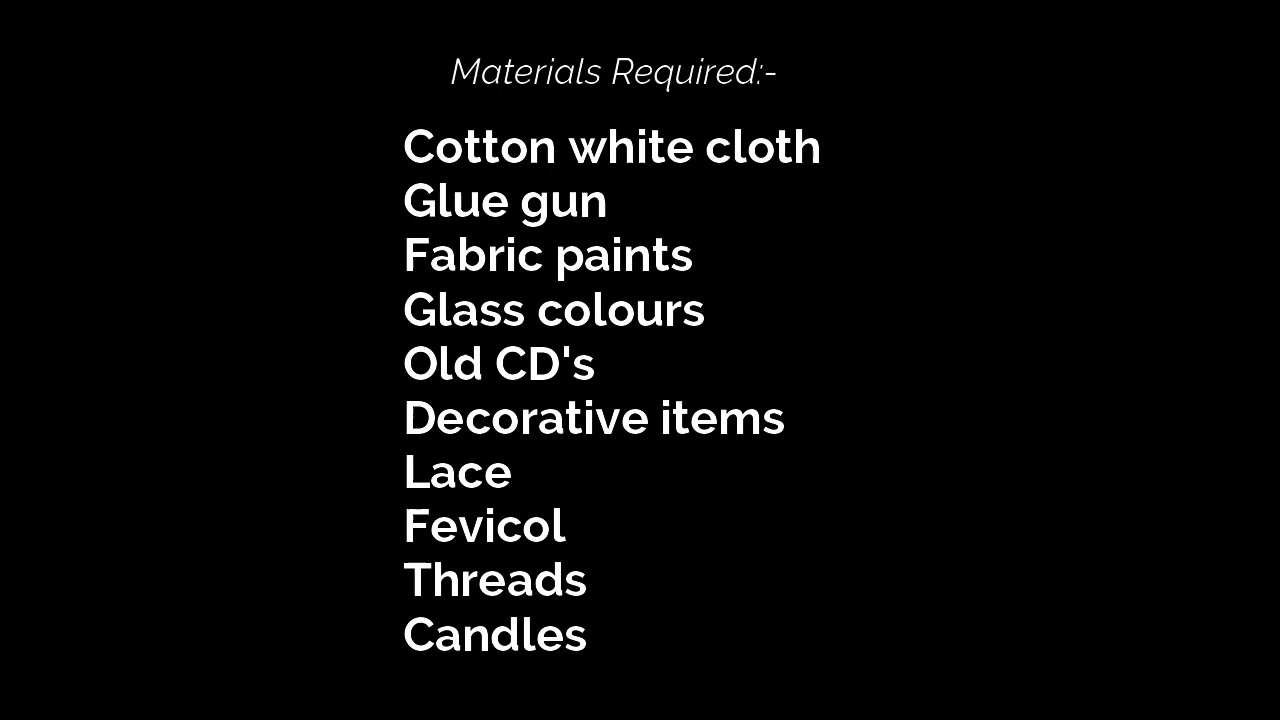 Materials Required:-
Cotton white cloth
Glue gun
Fabric paints
Glass colours
Old CD's
Decorative items
Lace
Fevicol
Threads
Candles